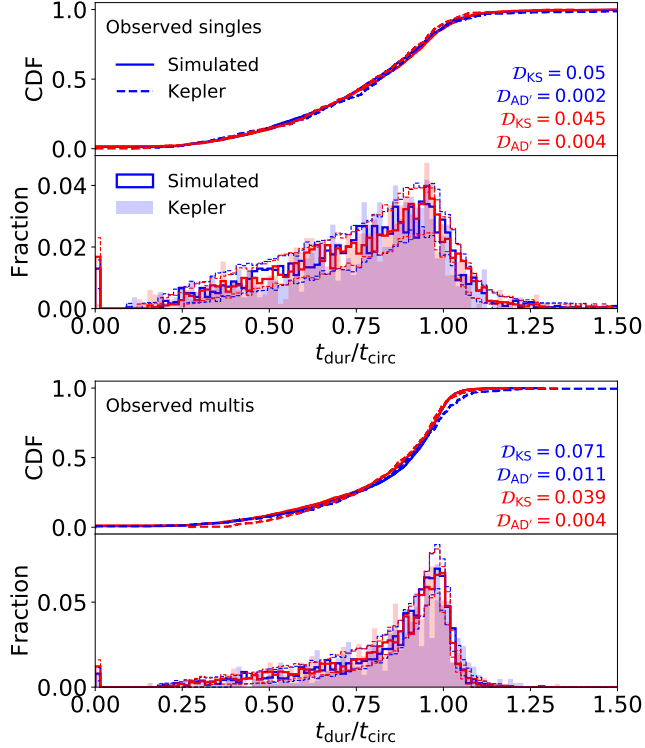 Observed singles
Simulated
Kepler
CDF
1.0
0.5
0.0
𝒟KS = 0.05
𝒟AD′ = 0.002
𝒟KS = 0.045
𝒟AD′ = 0.004
Simulated
Kepler
Fraction
0.04
0.02
0.00
0.00 0.25 0.50 0.75 1.00 1.25 1.50
tdur/tcirc
Observed multis
CDF
1.0
0.5
0.0
𝒟KS = 0.071
𝒟AD′ = 0.011
𝒟KS = 0.039
𝒟AD′ = 0.004
Fraction
0.05
0.00
0.00 0.25 0.50 0.75 1.00 1.25 1.50
tdur/tcirc